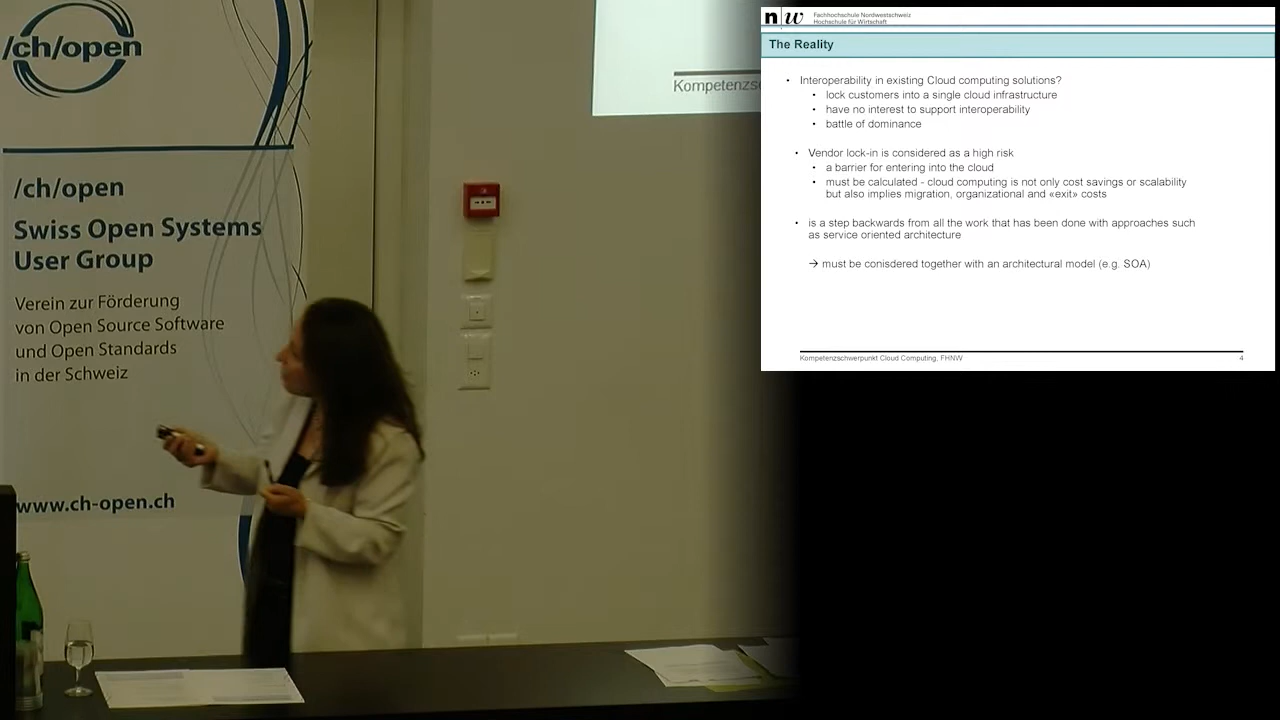 /ch/open
/ch/open
Swiss Open Systems
User Group
Verein zur Förderung
von Open Source Software
und Open Standards
in der Schweiz
www.ch-open.ch
Kompetenzsc
n w
Fachhochschule Nordwestschweiz
Hochschule für Wirtschaft
The Reality
• Interoperability in existing Cloud computing solutions?
• lock customers into a single cloud infrastructure
• have no interest to support interoperability
• battle of dominance
• Vendor lock-in is considered as a high risk
• a barrier for entering into the cloud
• must be calculated - cloud computing is not only cost savings or scalability
but also implies migration, organizational and «exit» costs
• is a step backwards from all the work that has been done with approaches such
as service oriented architecture
→ must be conisdered together with an architectural model (e.g. SOA)
Kompetenzschwerpunkt Cloud Computing, FHNW
4